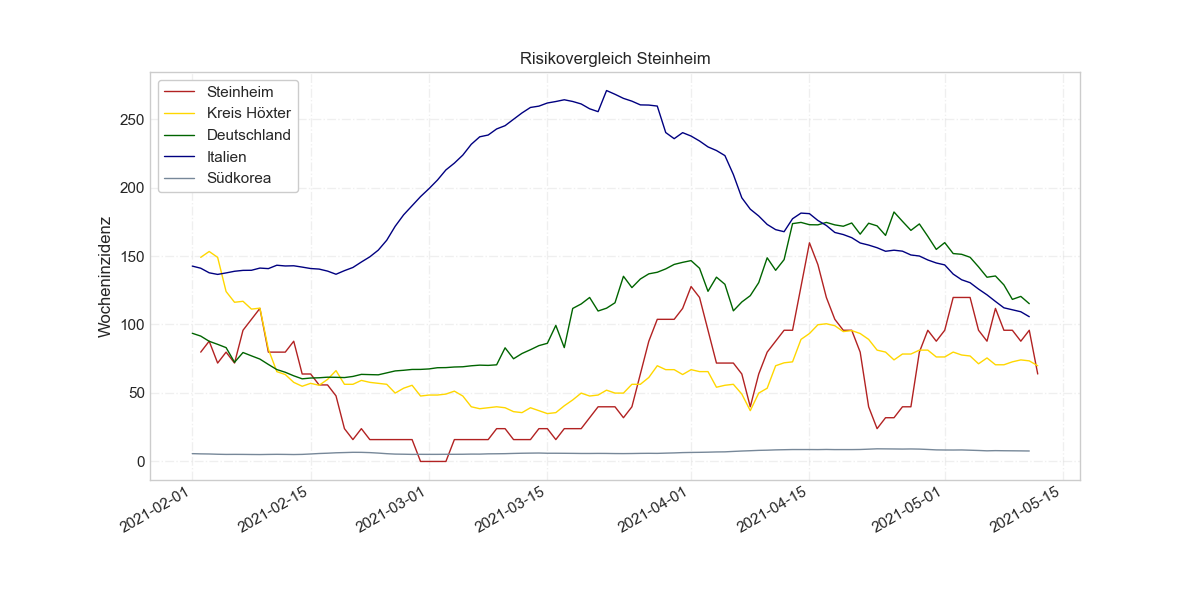 Risikovergleich Steinheim
Steinheim
Kreis Höxter
Deutschland
Italien
Südkorea
Wocheninzidenz
250
200
150
100
50
0
2021-02-01
2021-02-15
2021-03-01
2021-03-15
2021-04-01
2021-04-15
2021-05-01
2021-05-15